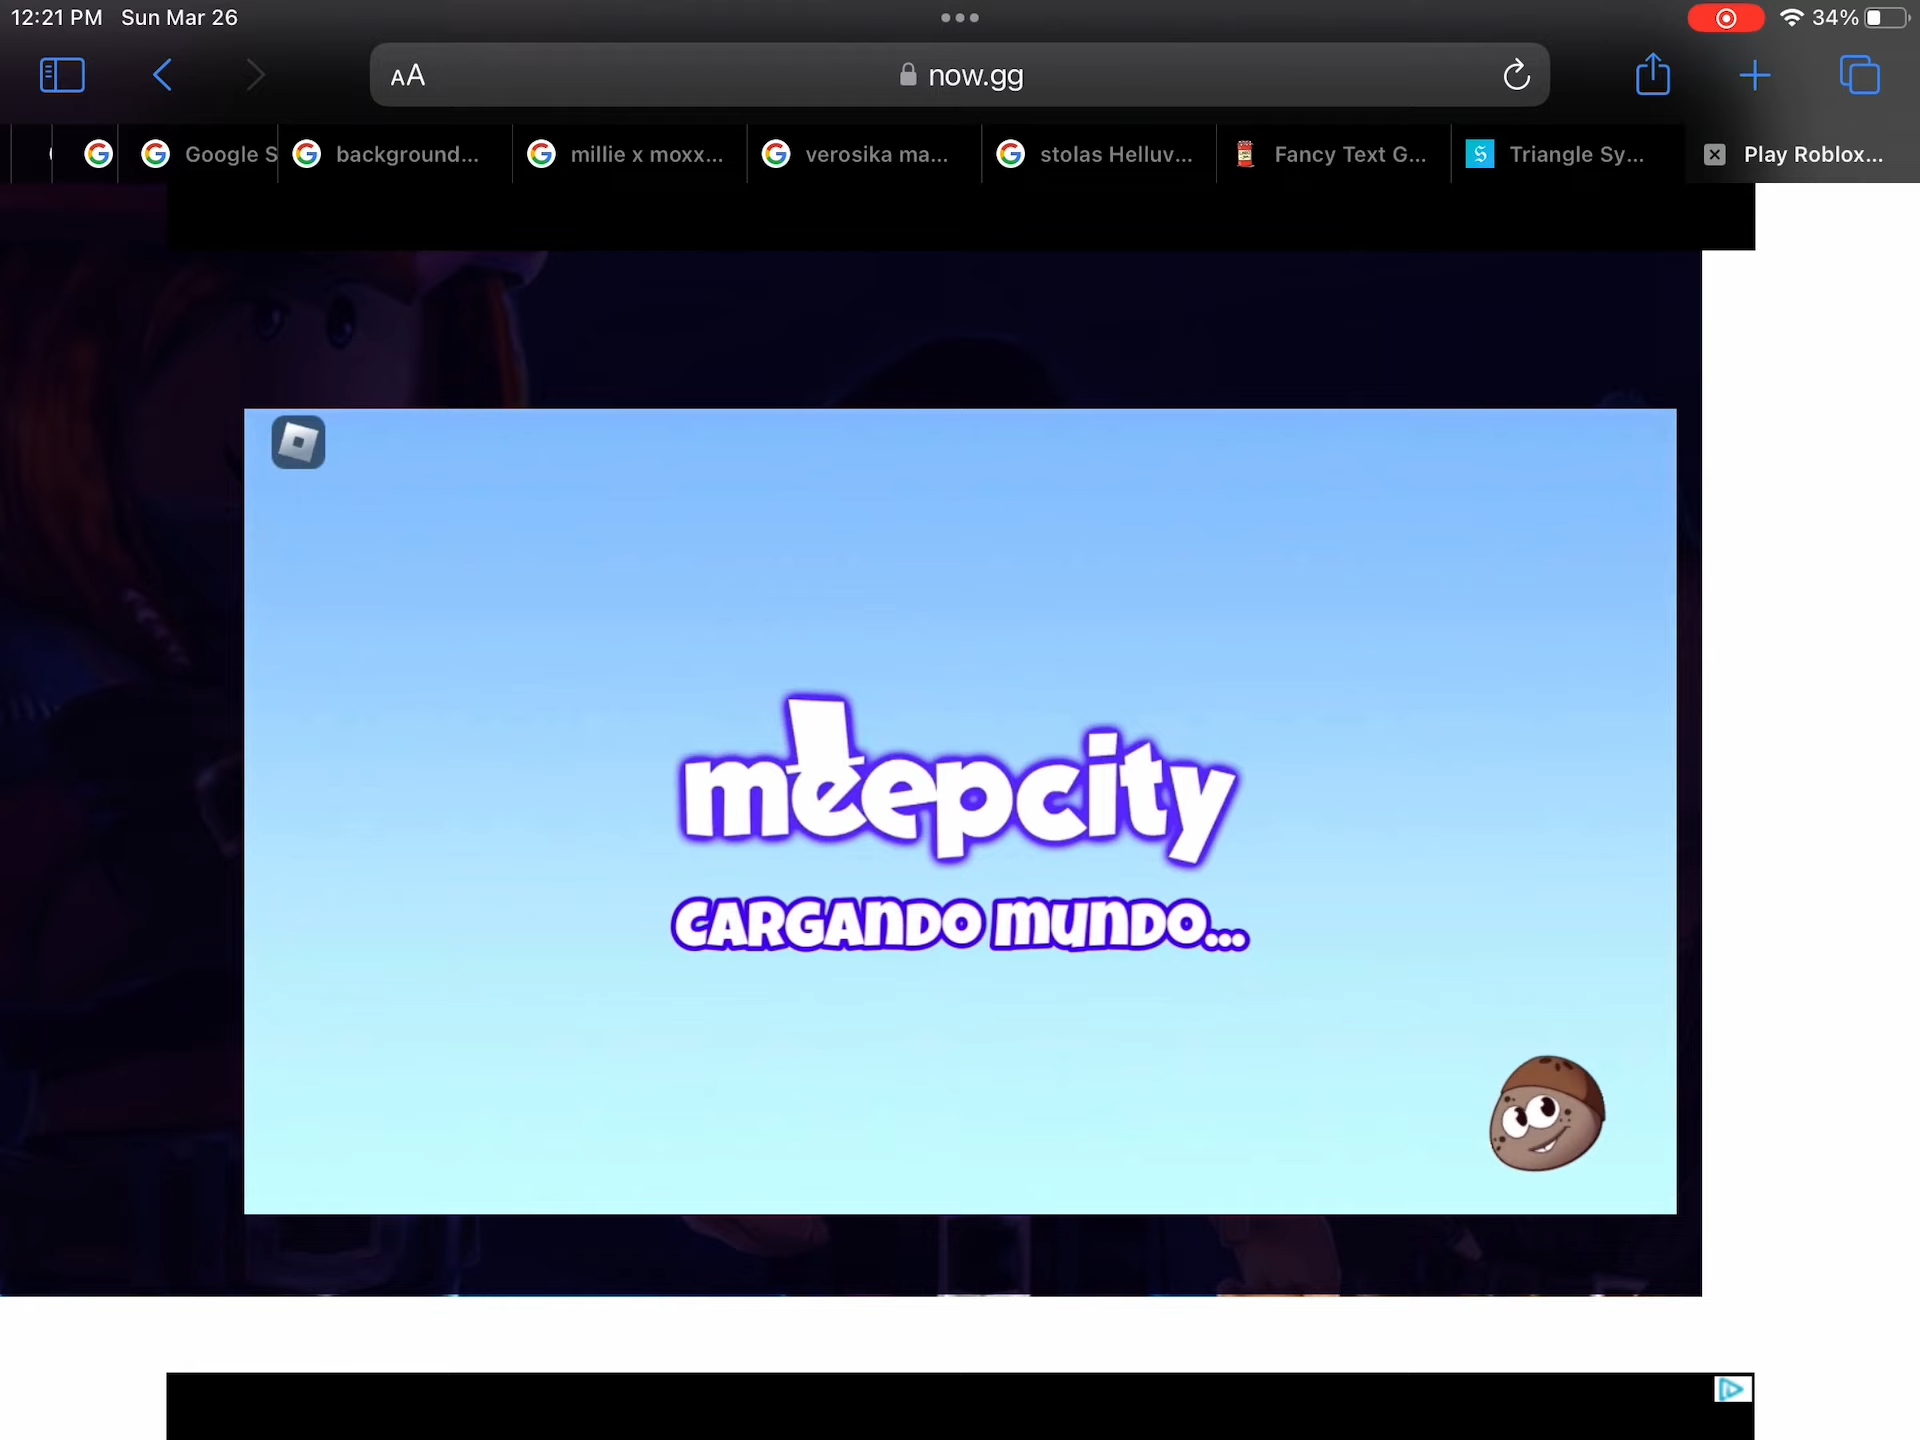 12:21 PM Sun Mar 26
34%
AA
now.gg
Google S
background...
millie x moxx...
verosika ma...
stolas Helluv...
Fancy Text G...
Triangle Sy...
Play Roblox...
meepcity
CARGANDO MUNDO...